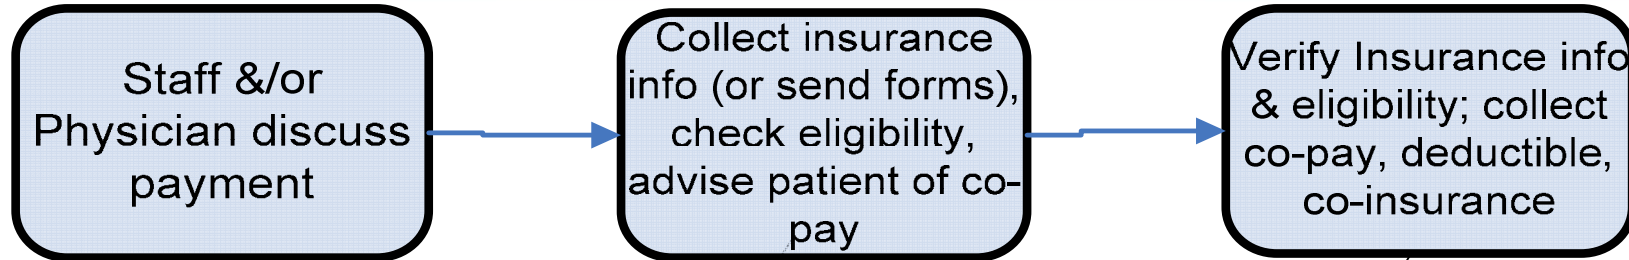 Staff &/or
Physician discuss
payment
Collect insurance
info (or send forms),
check eligibility,
advise patient of co-
pay
Verify Insurance info
& eligibility; collect
co-pay, deductible,
co-insurance